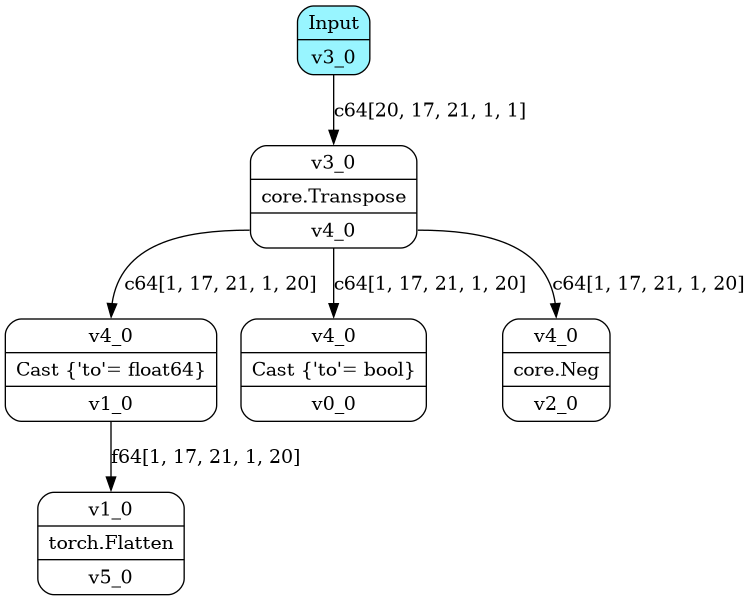 Input
v3_0
c64[20, 17, 21, 1, 1]
v3_0
core.Transpose
v4_0
c64[1, 17, 21, 1, 20]
c64[1, 17, 21, 1, 20]
c64[1, 17, 21, 1, 20]
v4_0
Cast {'to'= float64}
v1_0
v4_0
Cast {'to'= bool}
v0_0
v4_0
core.Neg
v2_0
f64[1, 17, 21, 1, 20]
v1_0
torch.Flatten
v5_0